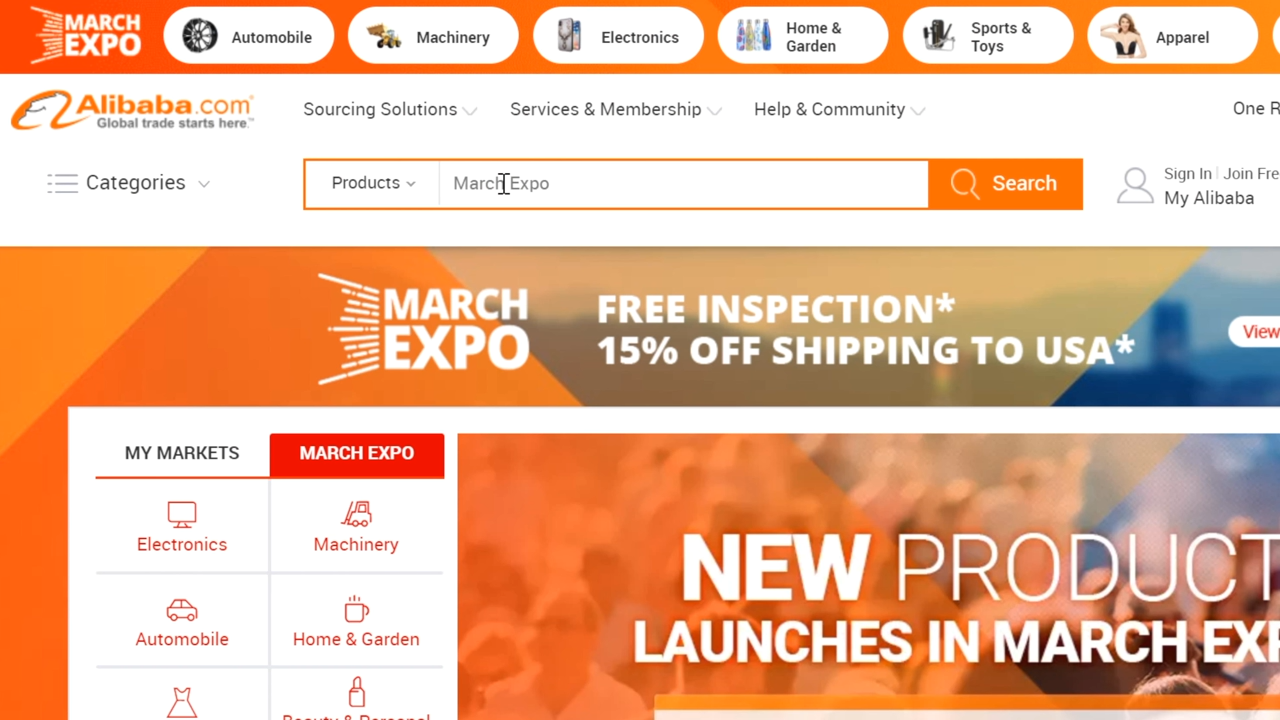 MARCH
EXPO
Automobile
Machinery
Electronics
Home &
Garden
Sports &
Toys
Apparel
Alibaba.com
Global trade starts here.™
Sourcing Solutions
Services & Membership
Help & Community
One R
Categories
Products
March Expo
Search
Sign In
Join Fre
My Alibaba
MARCH
EXPO
FREE INSPECTION*
15% OFF SHIPPING TO USA*
View
MY MARKETS
MARCH EXPO
Electronics
Machinery
Automobile
Home & Garden
Beauty & Personal
NEW PRODUCT
LAUNCHES IN MARCH EXP